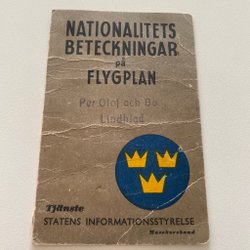 NATIONALITETS
BETECKNINGAR
på
FLYGPLAN
Per Olof och Bo
Lindblad
Tjänste
STATENS INFORMATIONSSTYRELSE